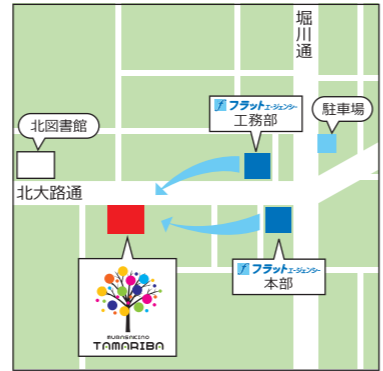 堀川通
フラットエージェンシー
工務部
駐車場
北図書館
北大路通
フラットエージェンシー
本部
MURASAKINO
TAMARIBA